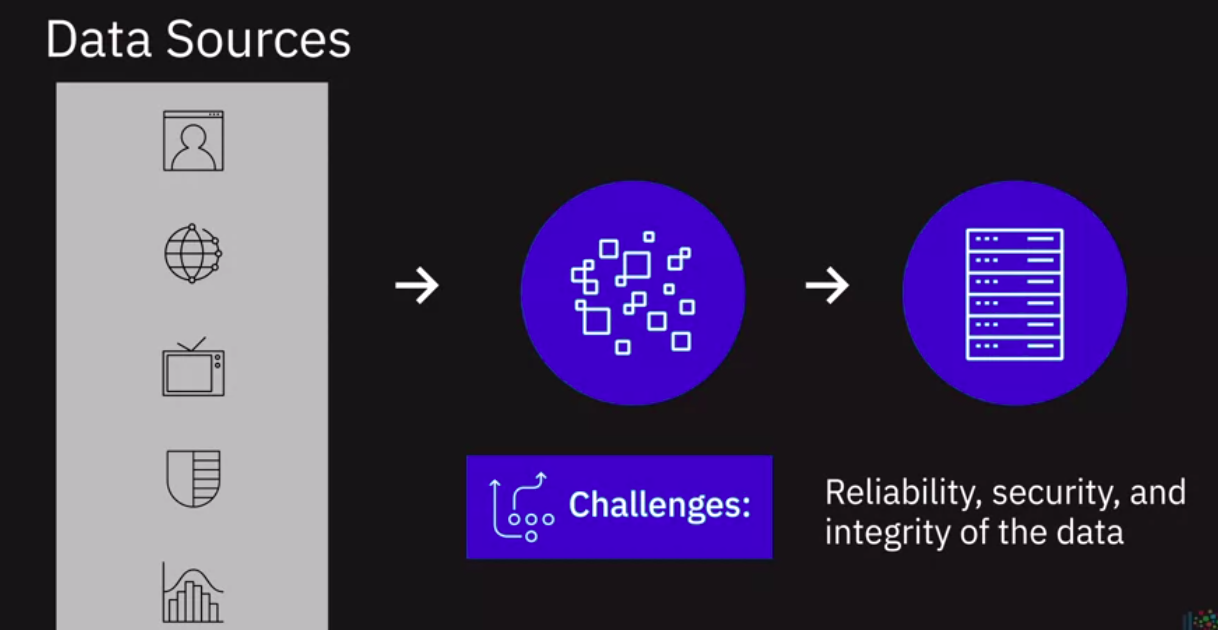 Data Sources
Challenges:
Reliability, security, and
integrity of the data